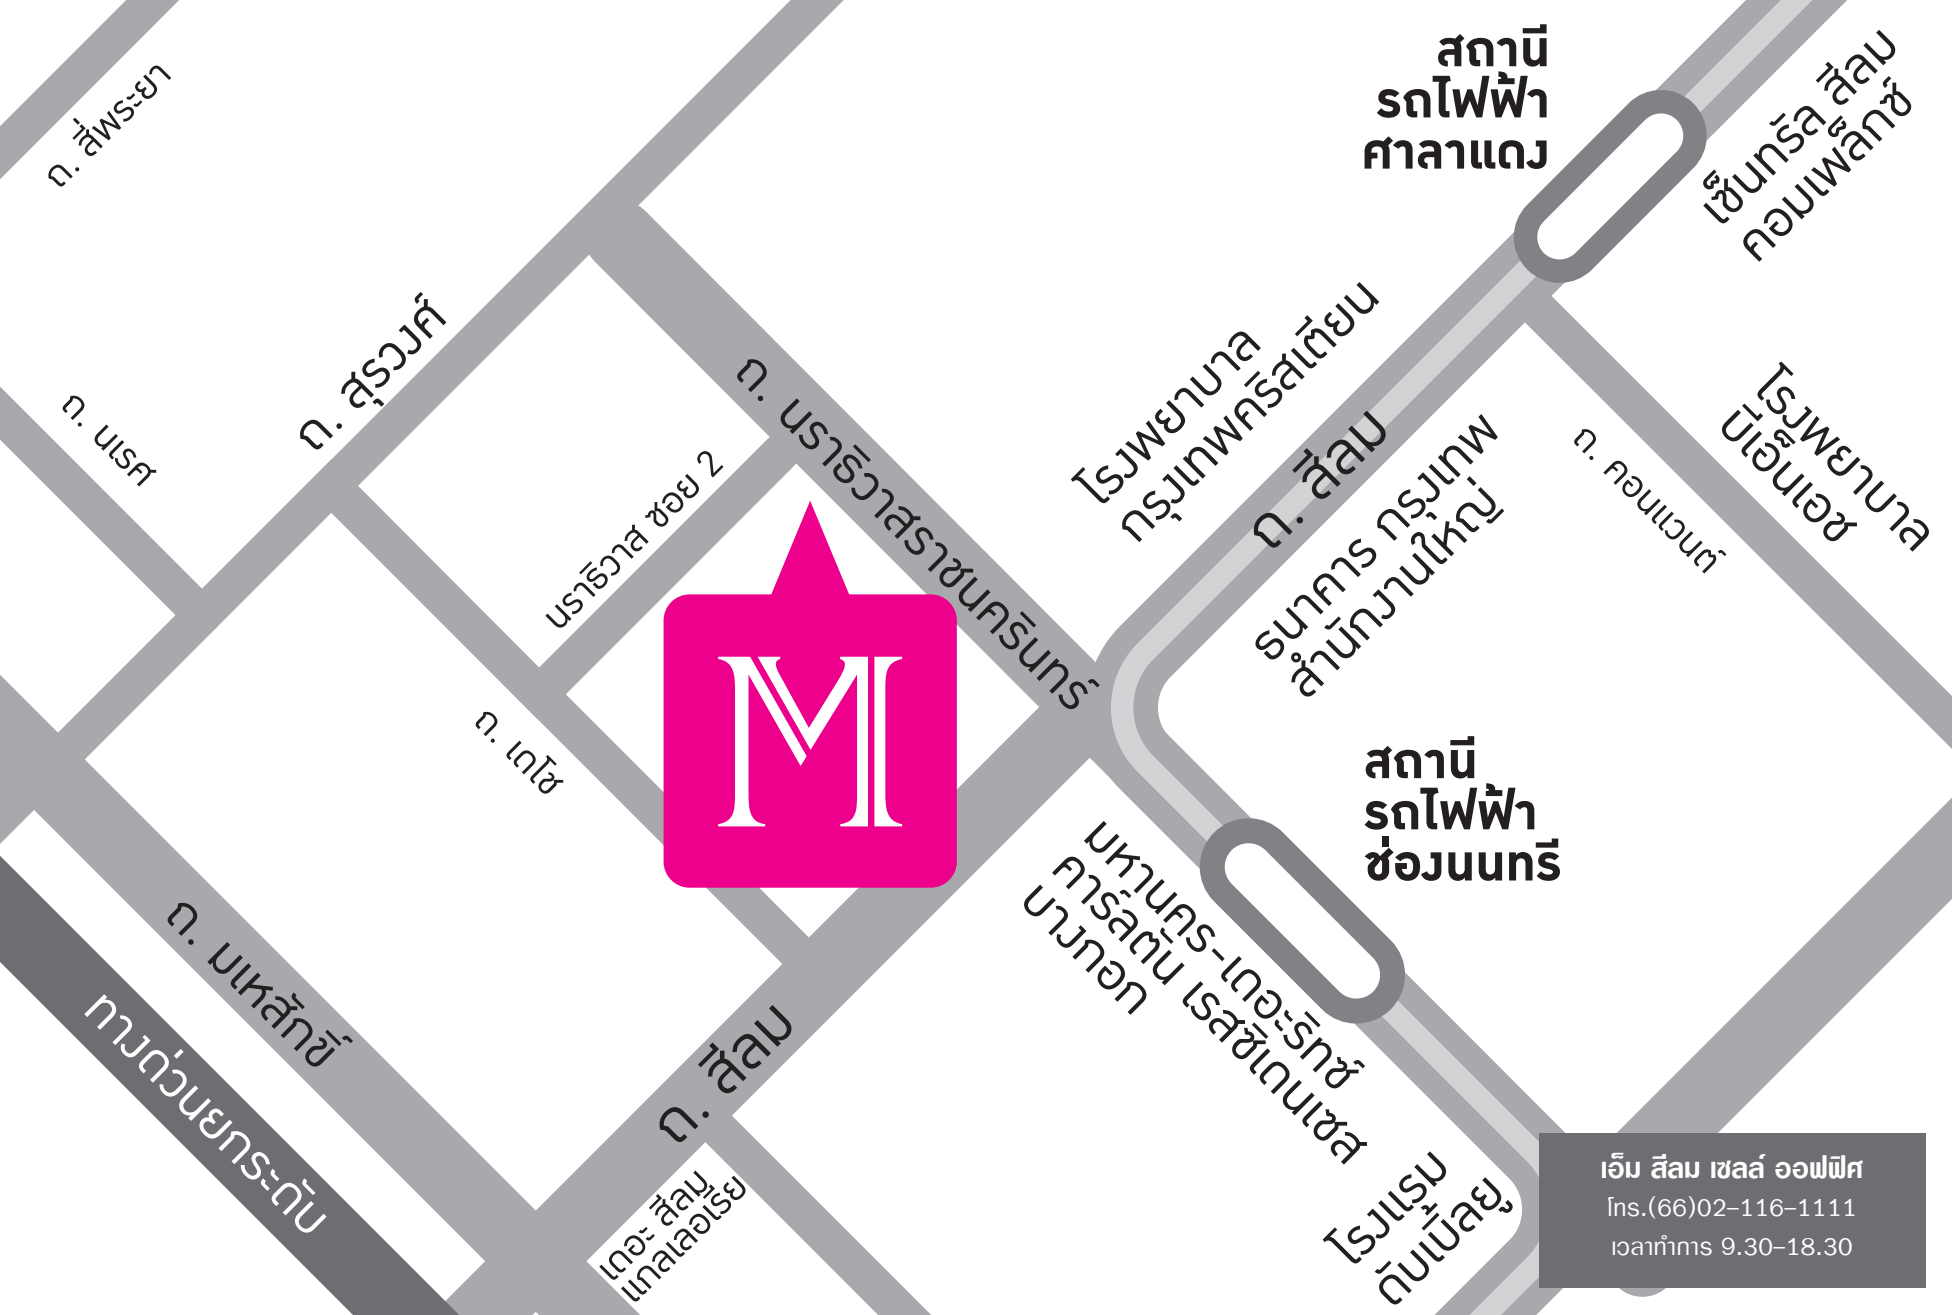 สถานี
รถไฟฟ้า
ศาลาแดง
เซ็นทรัล สีลม
คอมเพล็กซ์
ถ. สี่พระยา
ถ. สุรวงศ์
ถ. นเรศ
ถ. นราธิวาสราชนครินทร์
นราธิวาส ซอย 2
โรงพยาบาล
กรุงเทพคริสเตียน
ถ. สีลม
ธนาคาร กรุงเทพ
สำนักงานใหญ่
ถ. คอนแวนต์
โรงพยาบาล
บีเอ็นเอช
M
ถ. เดโช
สถานี
รถไฟฟ้า
ช่องนนทรี
มหานคร-เดอะริทซ์
คาร์ลตัน เรสซิเดนเซส
บางกอก
ถ. มเหสักข์
ทางด่วนยกระดับ
ถ. สีลม
เดอะ สีลม
แกลเลอเรีย
โรงแรม
ดับเบิ้ลยู
เอ็ม สีลม เซลล์ ออฟฟิศ
โทร.(66)02-116-1111
เวลาทำการ 9.30-18.30